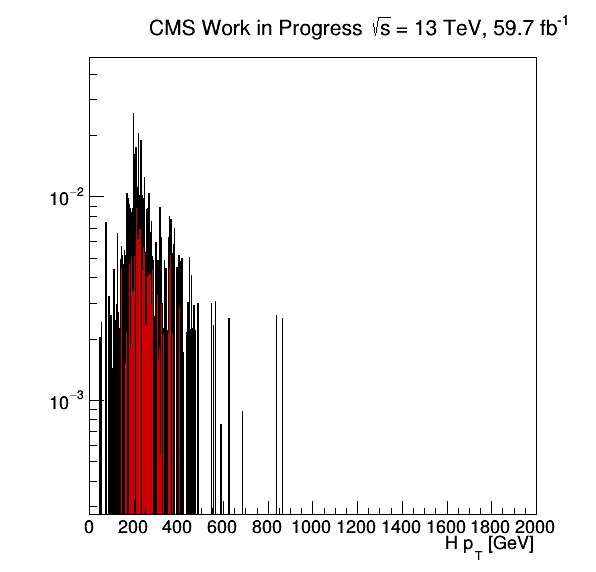 CMS Work in Progress √s = 13 TeV, 59.7 fb⁻¹
10⁻²
10⁻³
0 200 400 600 800 1000 1200 1400 1600 1800 2000
H p_T [GeV]